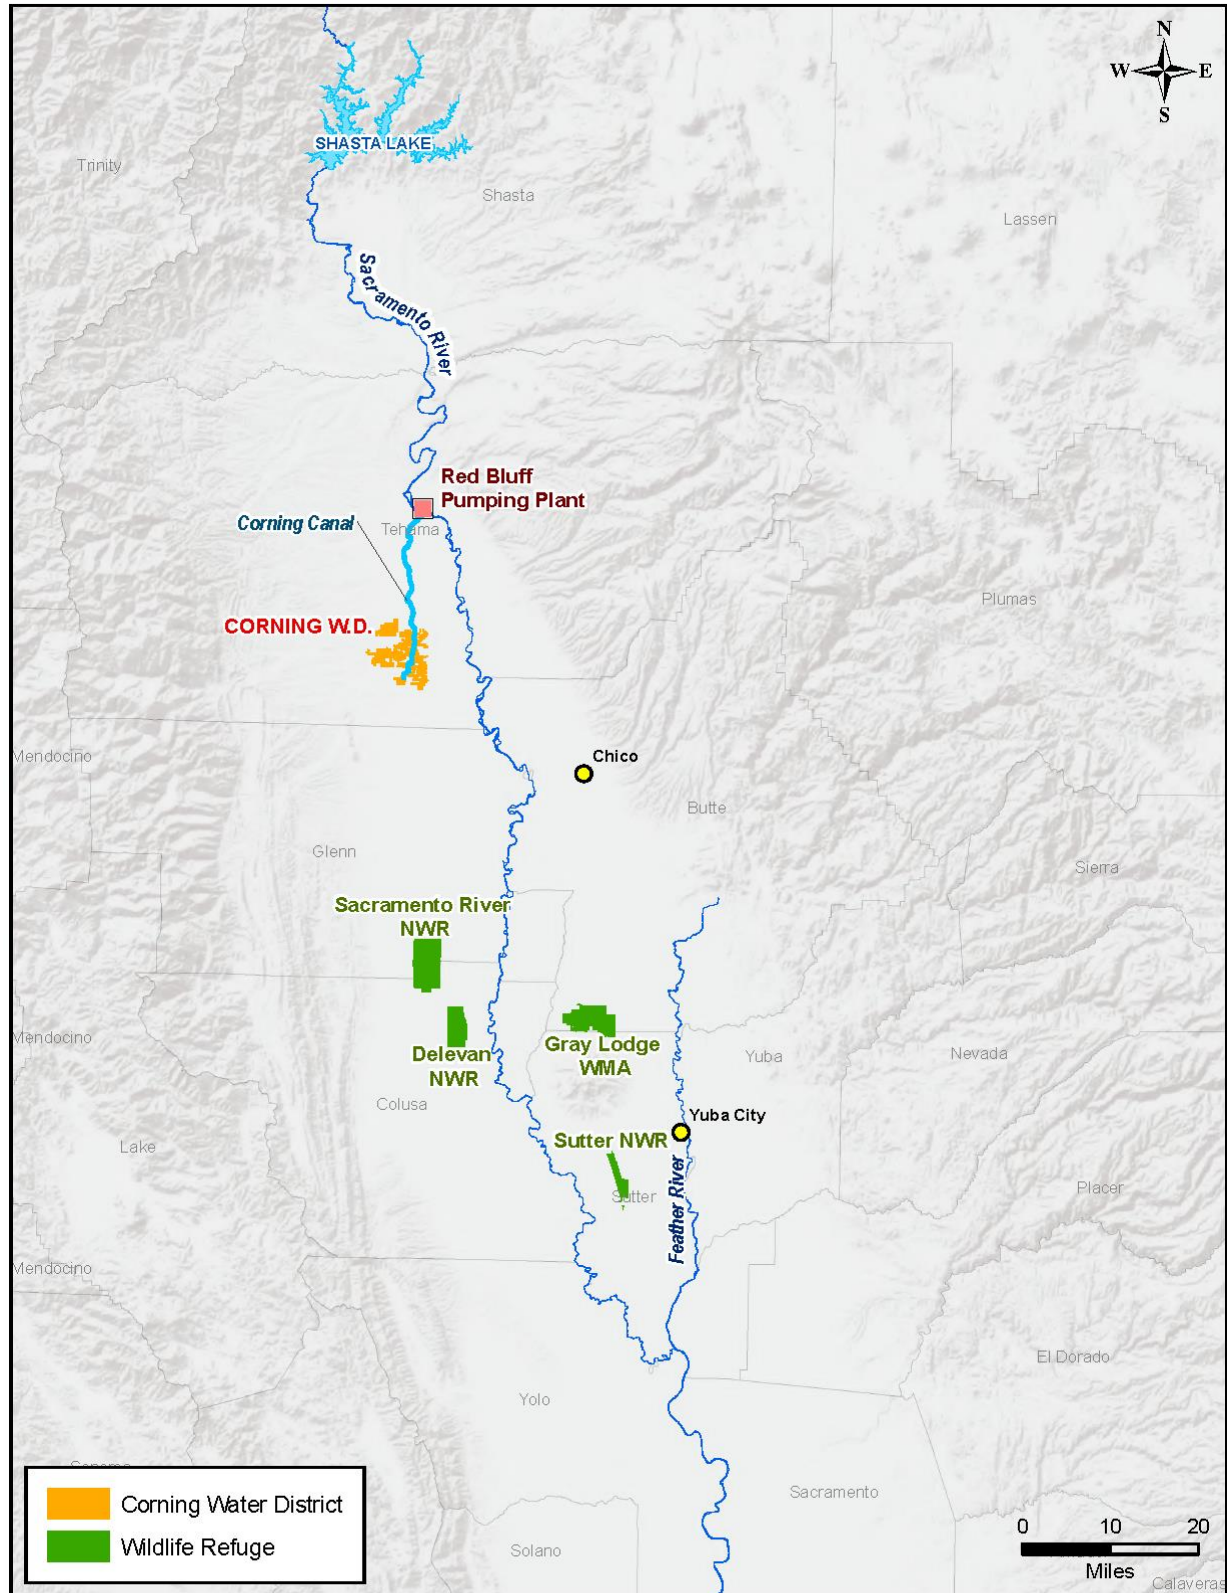 N
W E
S
SHASTA LAKE
Trinity
Shasta
Lassen
Sacramento River
Red Bluff
Pumping Plant
Corning Canal
Tehama
Plumas
CORNING W.D.
Mendocino
Chico
Butte
Glenn
Sierra
Sacramento River
NWR
Mendocino
Delevan
NWR
Gray Lodge
WMA
Yuba
Nevada
Colusa
Yuba City
Lake
Sutter NWR
Feather River
Sutter
Placer
Mendocino
El Dorado
Yolo
Sonoma
Corning Water District
Wildlife Refuge
Sacramento
Solano
0 10 20
Miles
Calaveras